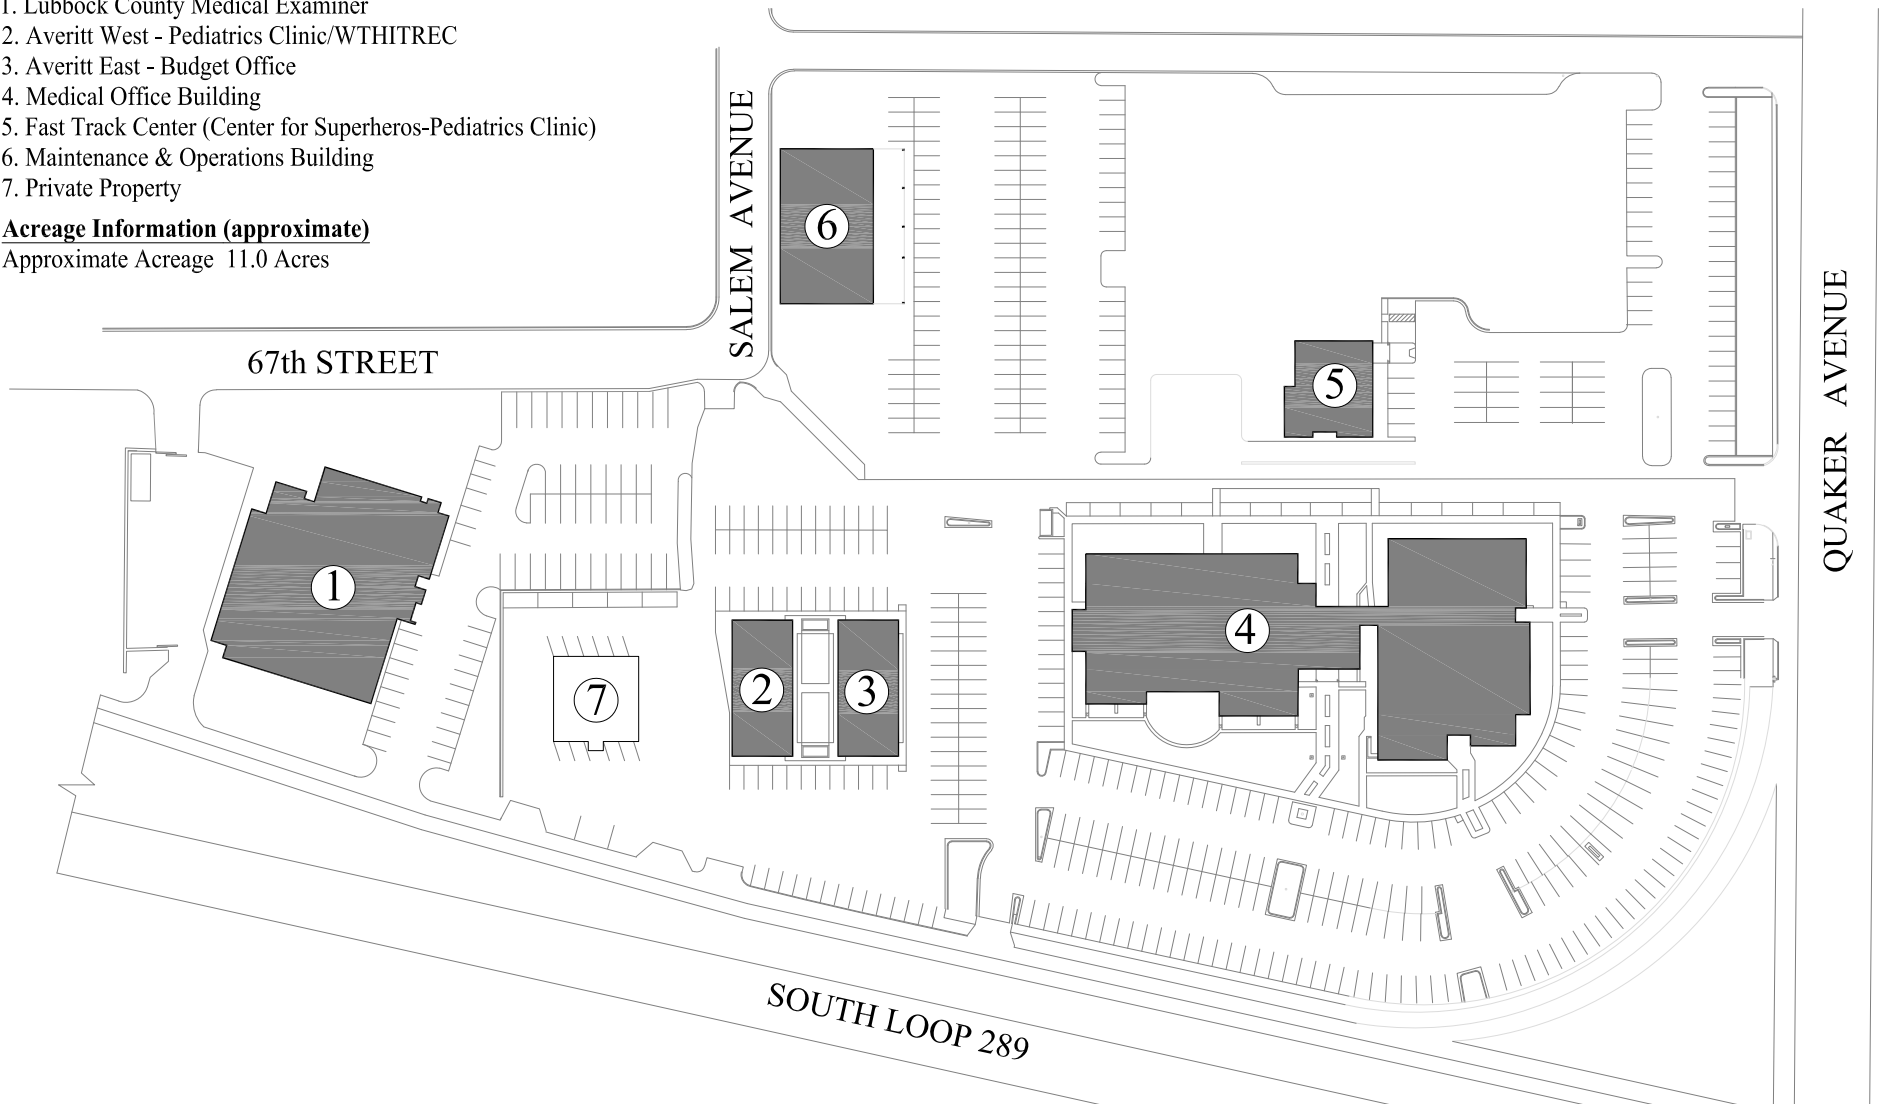 1. Lubbock County Medical Examiner
2. Averitt West - Pediatrics Clinic/WTHITREC
3. Averitt East - Budget Office
4. Medical Office Building
5. Fast Track Center (Center for Superheros-Pediatrics Clinic)
6. Maintenance & Operations Building
7. Private Property
Acreage Information (approximate)
Approximate Acreage 11.0 Acres
SALEM AVENUE
6
67th STREET
5
QUAKER AVENUE
1
4
2
3
7
SOUTH LOOP 289